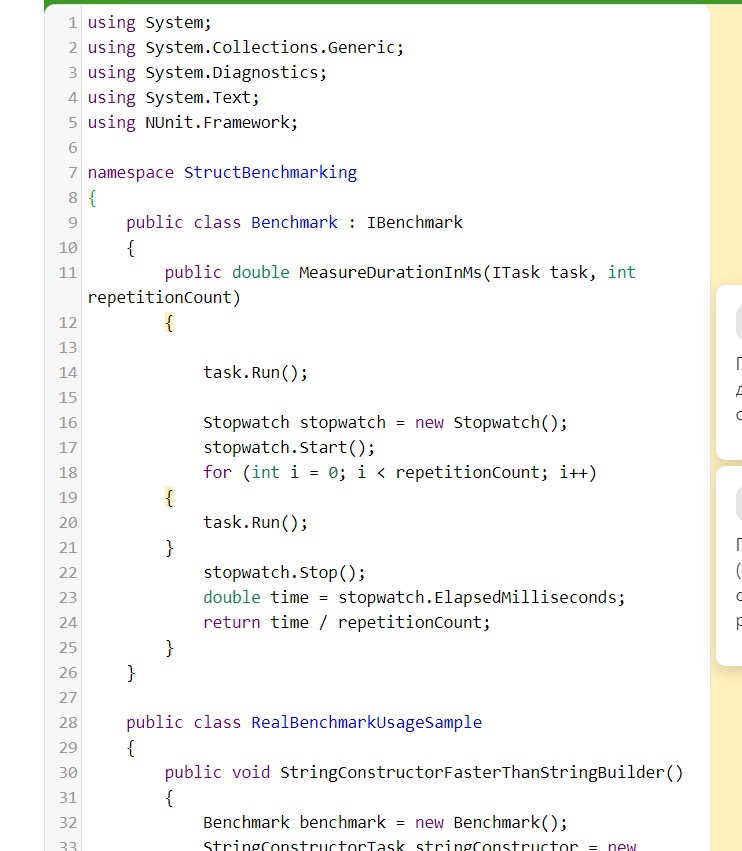 1 using System;
2 using System.Collections.Generic;
3 using System.Diagnostics;
4 using System.Text;
5 using NUnit.Framework;
6
7 namespace StructBenchmarking
8 {
9 public class Benchmark : IBenchmark
10 {
11 public double MeasureDurationInMs(ITask task, int
repetitionCount)
12 {
13
14 task.Run();
15
16 Stopwatch stopwatch = new Stopwatch();
17 stopwatch.Start();
18 for (int i = 0; i < repetitionCount; i++)
19 {
20 task.Run();
21 }
22 stopwatch.Stop();
23 double time = stopwatch.ElapsedMilliseconds;
24 return time / repetitionCount;
25 }
26 }
27
28 public class RealBenchmarkUsageSample
29 {
30 public void StringConstructorFasterThanStringBuilder()
31 {
32 Benchmark benchmark = new Benchmark();
33 StringConstructorTask stringConstructor = new